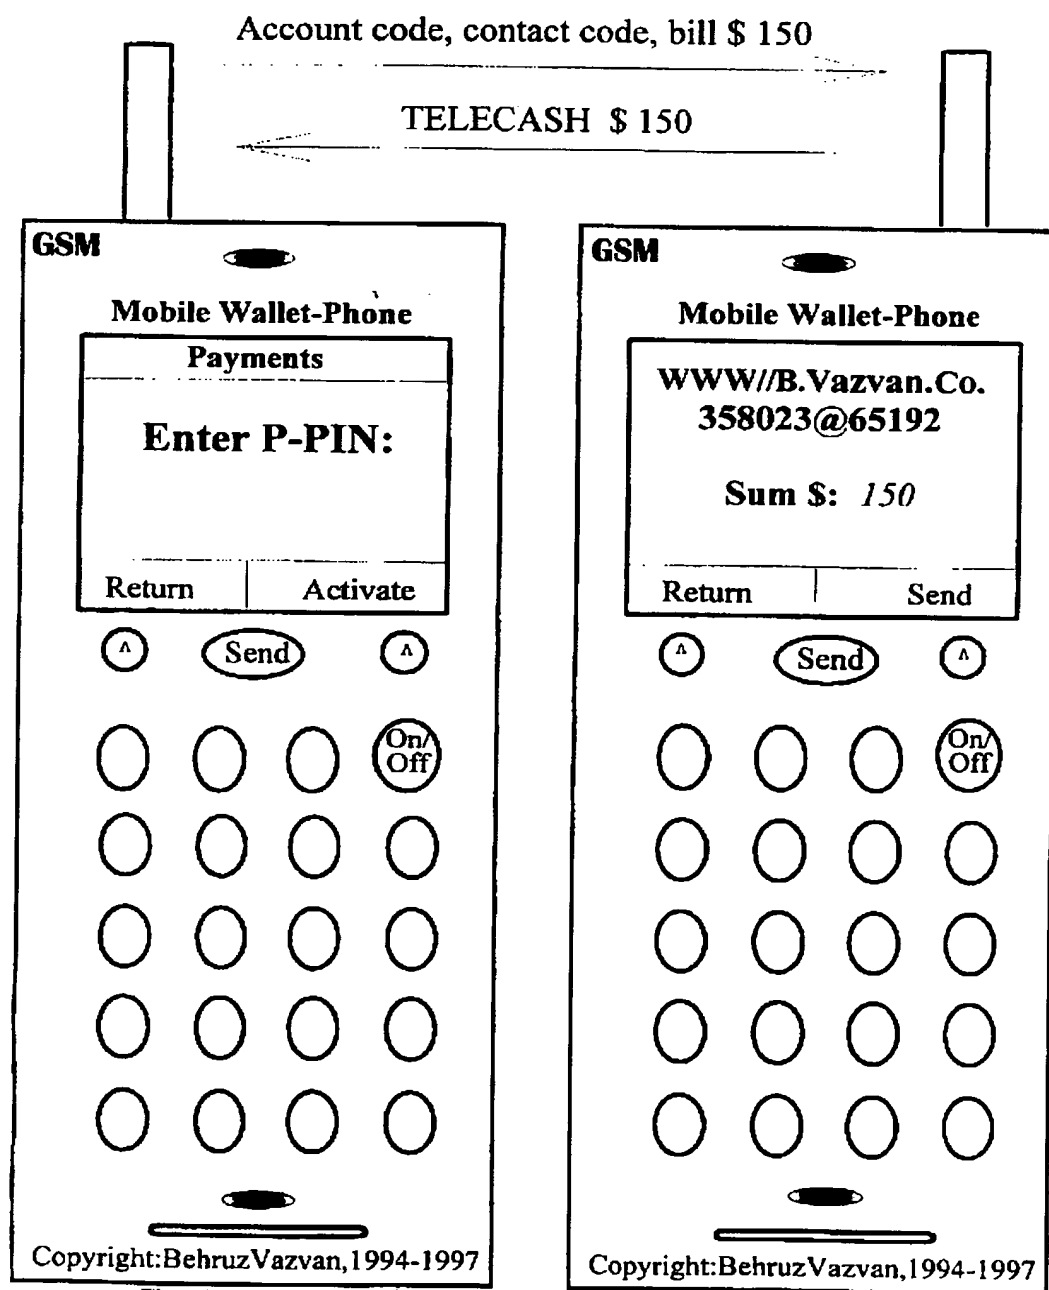 Account code, contact code, bill $ 150
TELECASH $ 150
GSM
Mobile Wallet-Phone
Payments
Enter P-PIN:
Return Activate
^ Send ^
On/
Off
Copyright:BehruzVazvan,1994-1997
GSM
Mobile Wallet-Phone
WWW//B.Vazvan.Co.
358023@65192
Sum $: 150
Return Send
^ Send ^
On/
Off
Copyright:BehruzVazvan,1994-1997